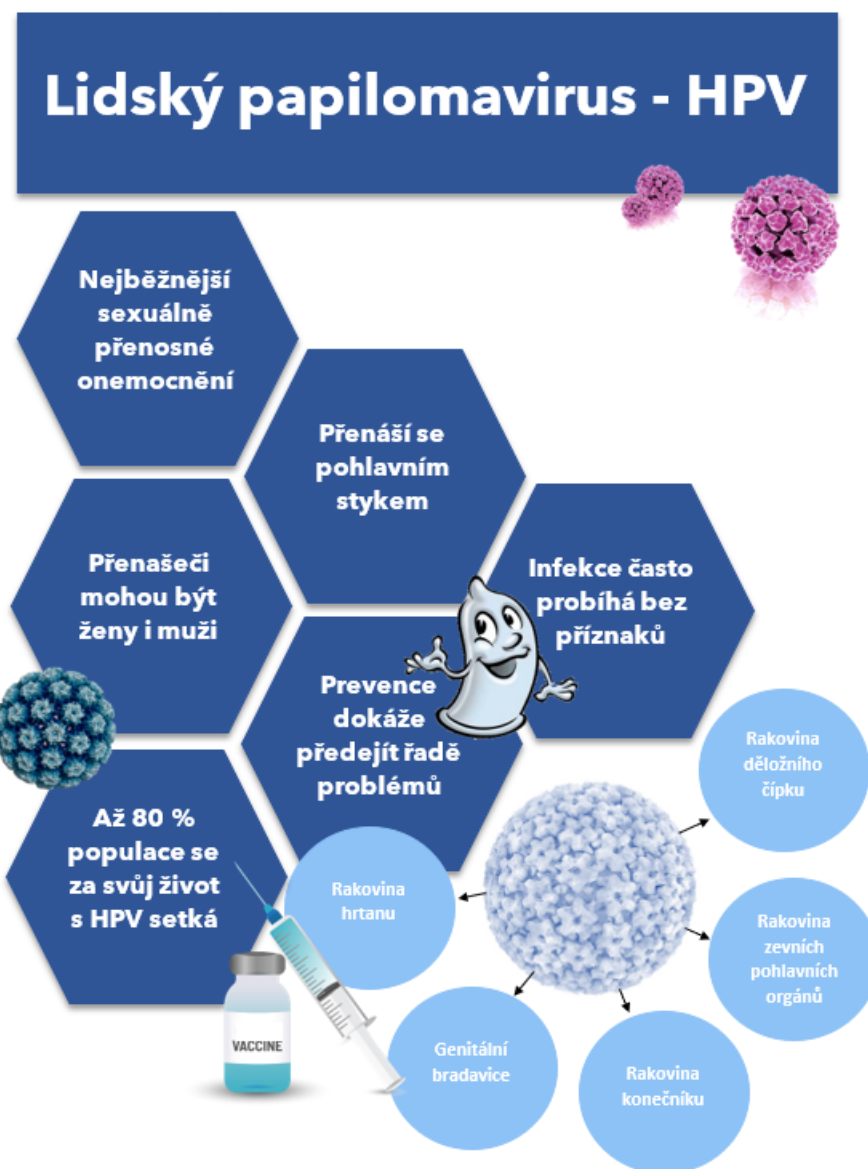 Lidský papilomavirus - HPV
Nejběžnější
sexuálně
přenosné
onemocnění
Přenáší se
pohlavním
stykem
Přenašeči
mohou být
ženy i muži
Infekce často
probíhá bez
příznaků
Prevence
dokáže
předejít řadě
problémů
Až 80 %
populace se
za svůj život
s HPV setká
Rakovina
děložního
čípku
Rakovina
hrtanu
Rakovina
zevních
pohlavních
orgánů
Genitální
bradavice
Rakovina
konečníku
VACCINE